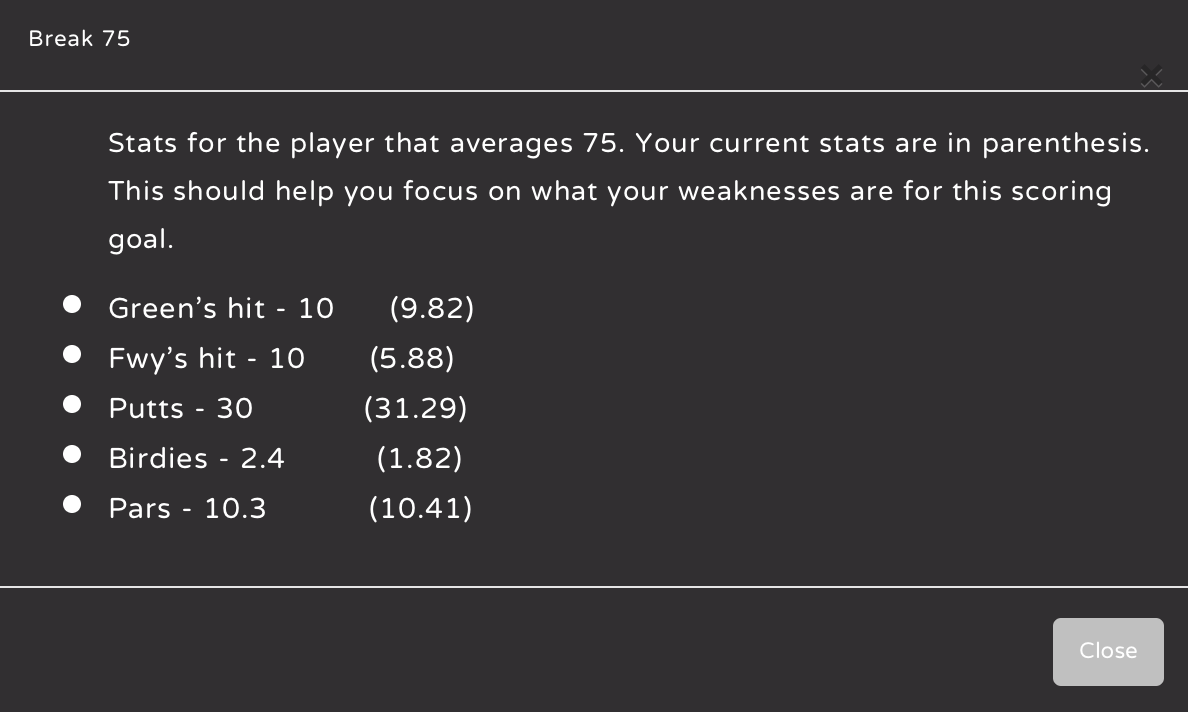 Break 75
×
Stats for the player that averages 75. Your current stats are in parenthesis.
This should help you focus on what your weaknesses are for this scoring
goal.
Green’s hit - 10 (9.82)
Fwy’s hit - 10 (5.88)
Putts - 30 (31.29)
Birdies - 2.4 (1.82)
Pars - 10.3 (10.41)
Close